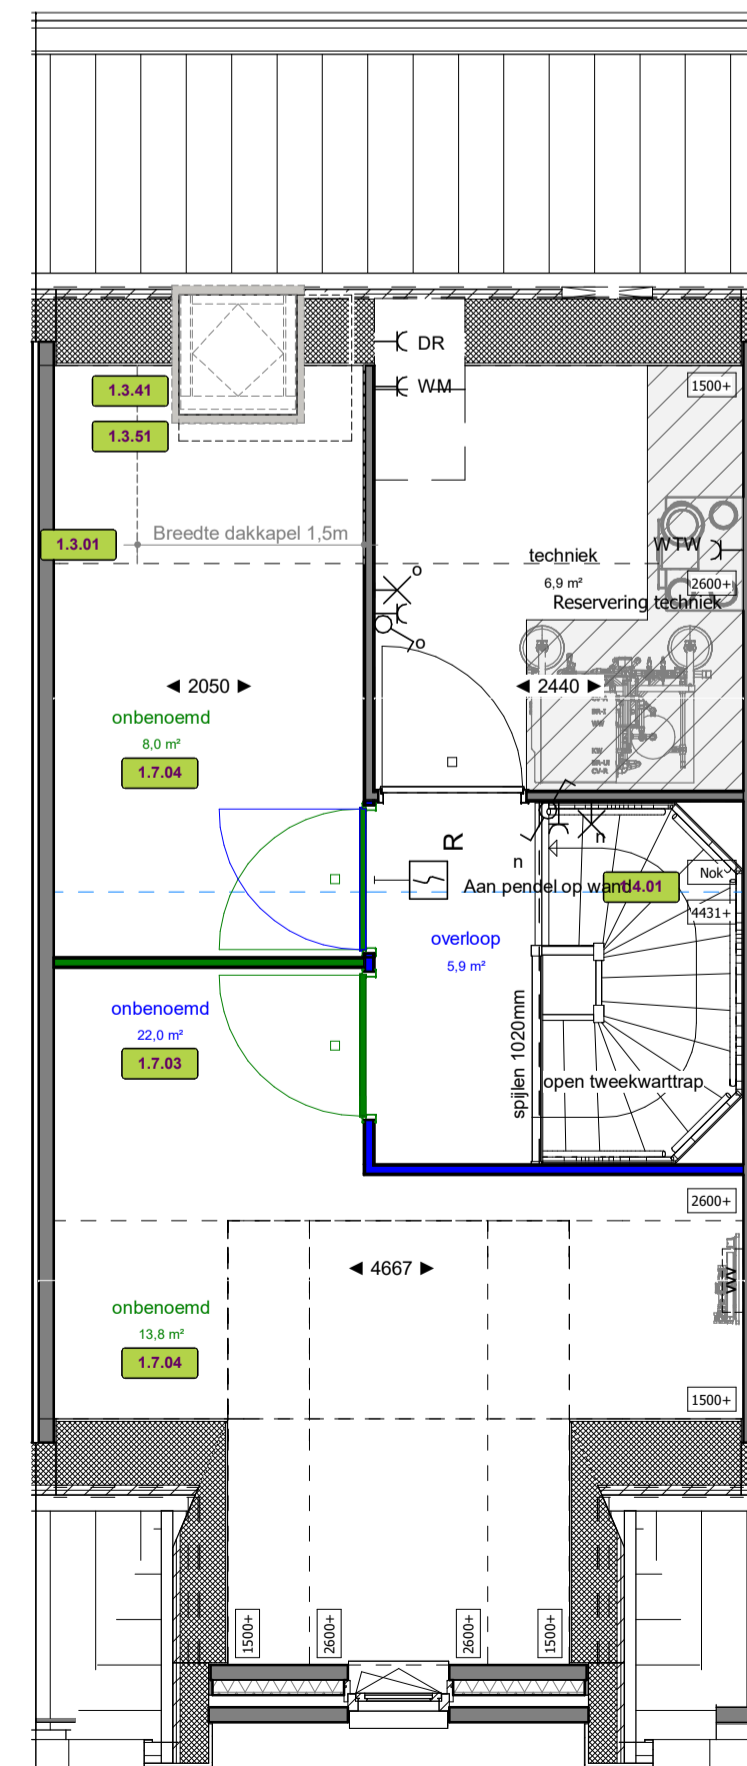 DR
1.3.41
WM
1500+
1.3.51
1.3.01
Breedte dakkapel 1,5m
WTW
techniek
6,9 m²
2600+
Reservering techniek
o
o
◄ 2050 ►
◄ 2440 ►
onbenoemd
8,0 m²
1.7.04
R
n
n
Nok
Aan pendel op wand
1.4.01
4431+
overloop
5,9 m²
onbenoemd
22,0 m²
1.7.03
spijlen 1020mm
open tweekwarttrap
2600+
◄ 4667 ►
VVV
onbenoemd
13,8 m²
1.7.04
1500+
1500+
2600+
2600+
1500+